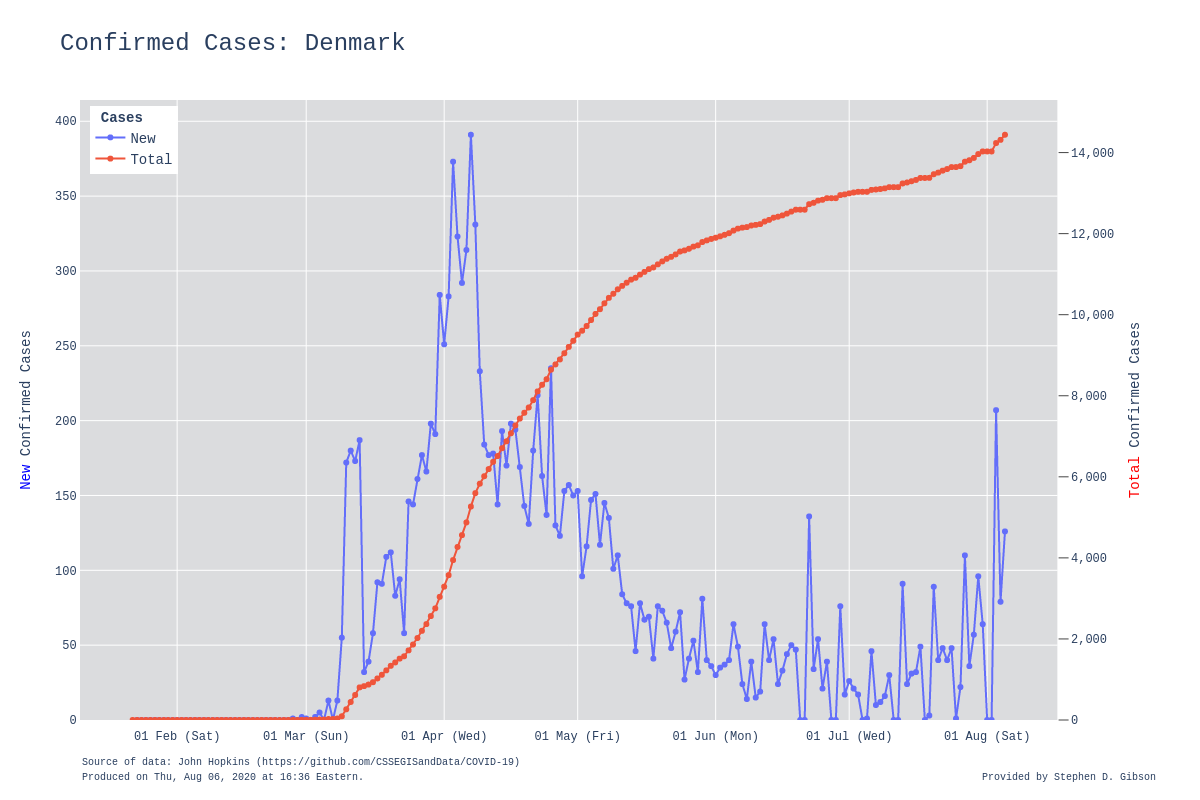 Confirmed Cases: Denmark
Cases
New
Total
400
350
300
250
200
150
100
50
0
New Confirmed Cases
14,000
12,000
10,000
8,000
6,000
4,000
2,000
0
Total Confirmed Cases
01 Feb (Sat) 01 Mar (Sun) 01 Apr (Wed) 01 May (Fri) 01 Jun (Mon) 01 Jul (Wed) 01 Aug (Sat)
Source of data: John Hopkins (https://github.com/CSSEGISandData/COVID-19)
Produced on Thu, Aug 06, 2020 at 16:36 Eastern.
Provided by Stephen D. Gibson